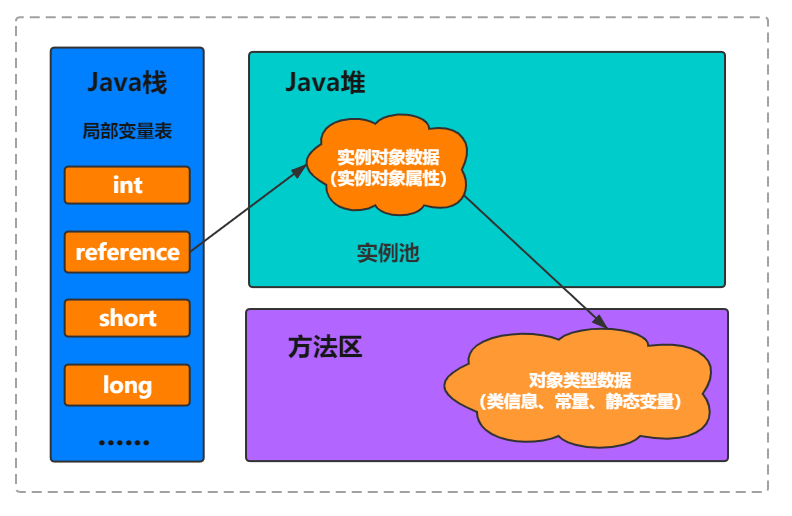 Java栈
局部变量表
int
reference
short
long
······
Java堆
实例对象数据
(实例对象属性)
实例池
方法区
对象类型数据
(类信息、常量、静态变量)